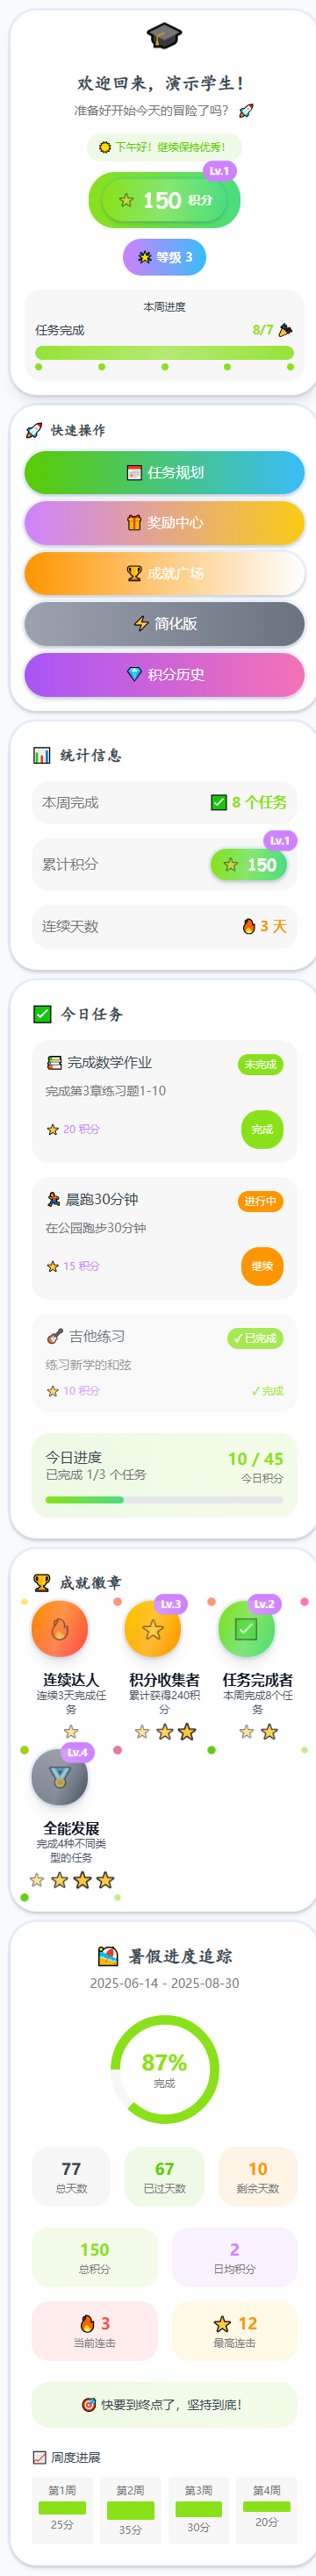 欢迎回来，演示学生！
准备好开始今天的冒险了吗？
下午好！继续保持优秀！
Lv.1
150 积分
等级 3
本周进度
任务完成 8/7
快速操作
任务规划
奖励中心
成就广场
简化版
积分历史
统计信息
本周完成 8 个任务
Lv.1
累计积分 150
连续天数 3 天
今日任务
完成数学作业 未完成
完成第3章练习题1-10
20 积分 完成
晨跑30分钟 进行中
在公园跑步30分钟
15 积分 继续
吉他练习 ✓已完成
练习新学的和弦
10 积分 ✓完成
今日进度 10 / 45
已完成 1/3 个任务 今日积分
成就徽章
Lv.3 Lv.2
连续达人 积分收集者 任务完成者
连续3天完成任 累计获得240积 本周完成8个任
务 分 务
Lv.4
全能发展
完成4种不同类
型的任务
暑假进度追踪
2025-06-14 - 2025-08-30
87%
完成
77 67 10
总天数 已过天数 剩余天数
150 2
总积分 日均积分
3 12
当前连击 最高连击
快要到终点了，坚持到底！
周度进展
第1周 第2周 第3周 第4周
25分 35分 30分 20分